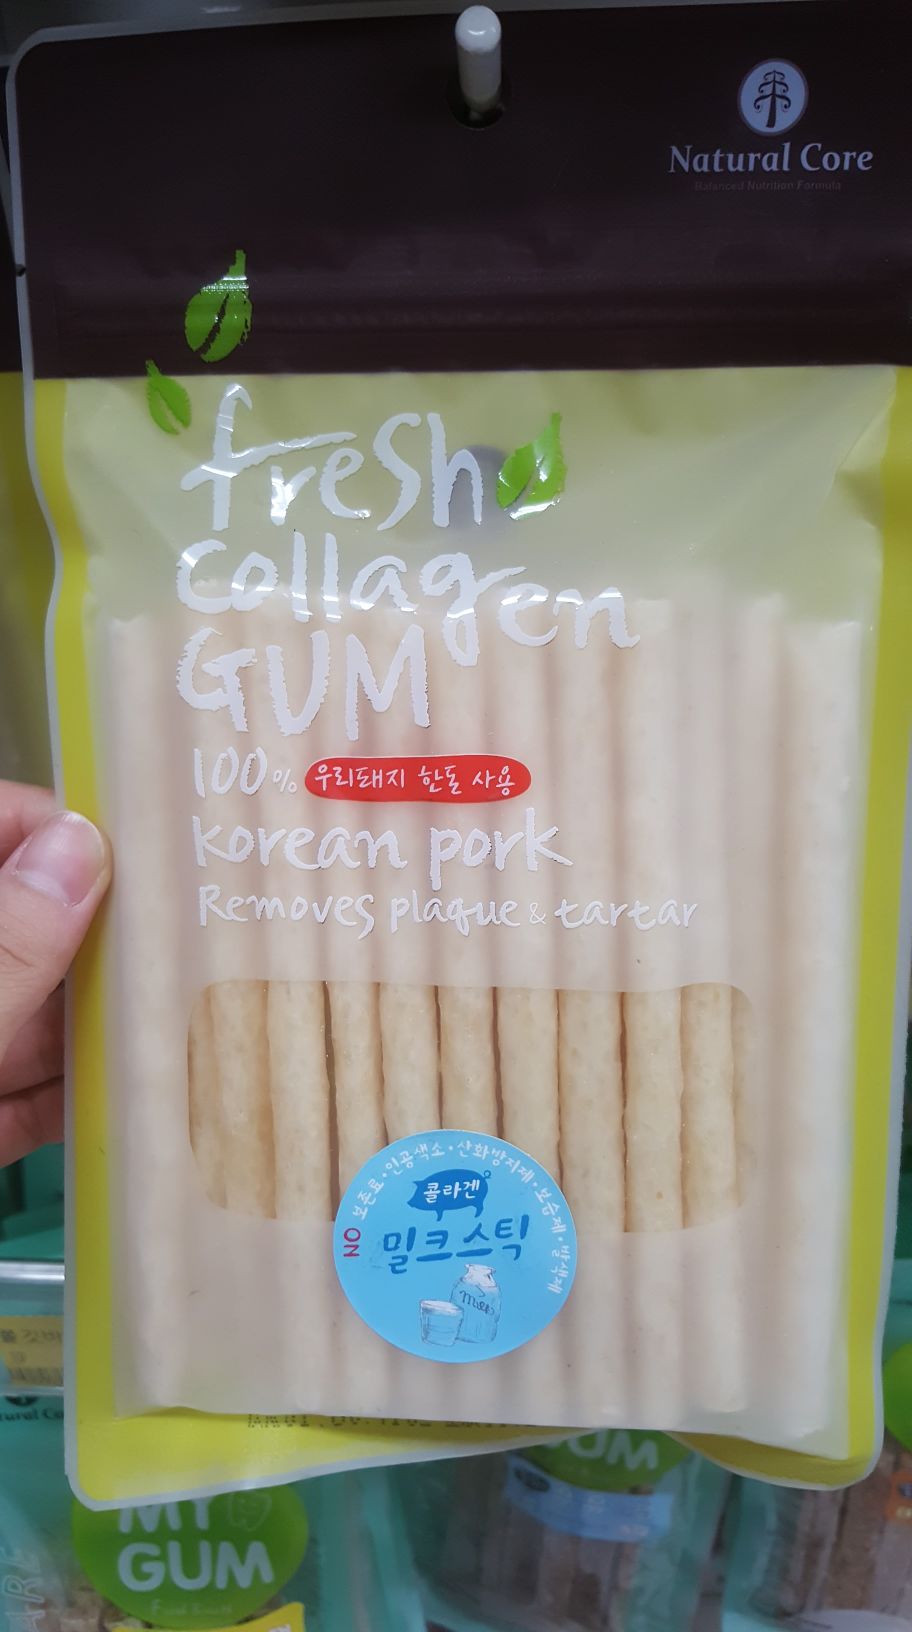 Natural Core
Balanced Nutrition Formula
fresh
collagen
GUM
100% 우리돼지 한돈 사용
korean pork
Removes plaque & tartar
NO 보존료·인공색소·산화방지제·보습제·발색제
콜라겐
밀크스틱
Milk
MY
GUM